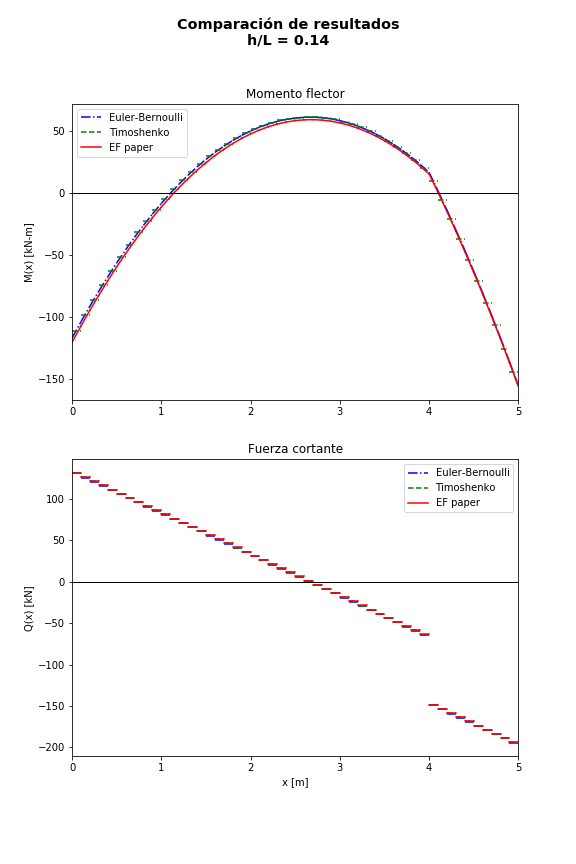 Comparación de resultados
h/L = 0.14
Momento flector
Euler-Bernoulli
Timoshenko
EF paper
M(x) [kN-m]
50
0
−50
−100
−150
0 1 2 3 4 5
Fuerza cortante
Euler-Bernoulli
Timoshenko
EF paper
Q(x) [kN]
100
50
0
−50
−100
−150
−200
0 1 2 3 4 5
x [m]